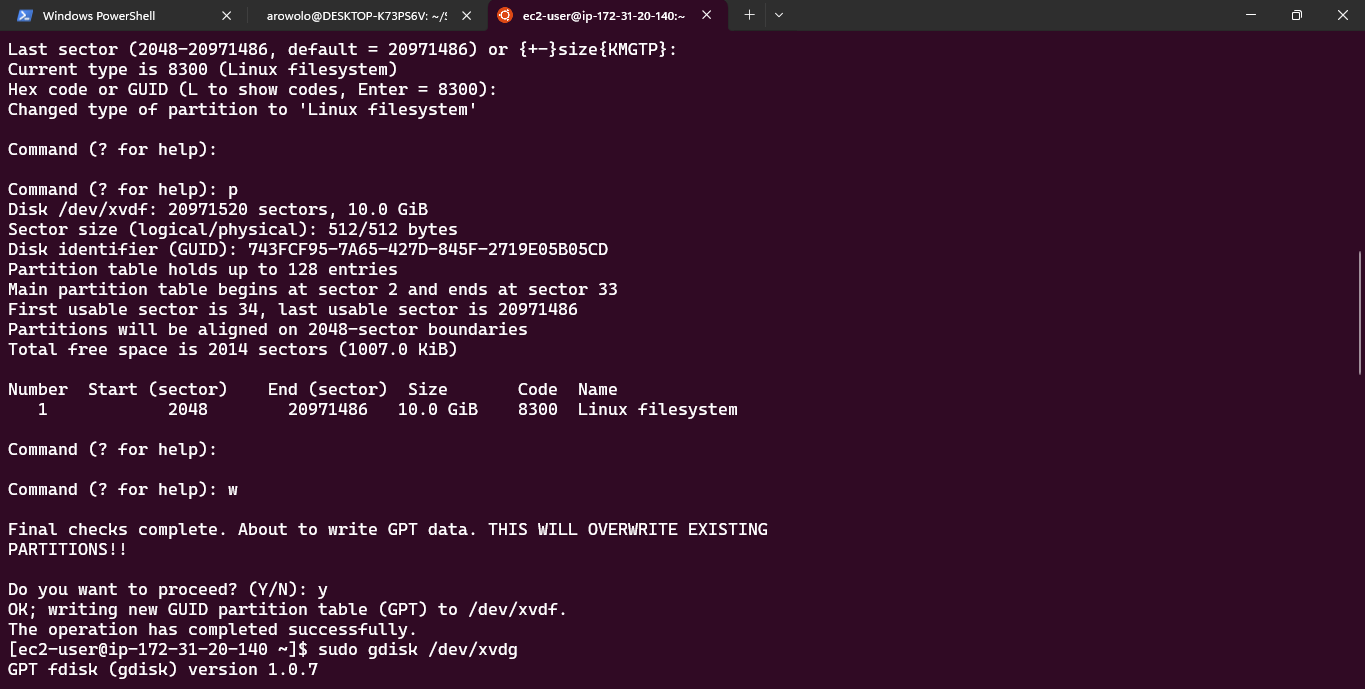 Windows PowerShell
arowolo@DESKTOP-K73PS6V: ~/
ec2-user@ip-172-31-20-140:~
Last sector (2048-20971486, default = 20971486) or {+-}size{KMGTP}:
Current type is 8300 (Linux filesystem)
Hex code or GUID (L to show codes, Enter = 8300):
Changed type of partition to 'Linux filesystem'
Command (? for help):
Command (? for help): p
Disk /dev/xvdf: 20971520 sectors, 10.0 GiB
Sector size (logical/physical): 512/512 bytes
Disk identifier (GUID): 743FCF95-7A65-427D-845F-2719E05B05CD
Partition table holds up to 128 entries
Main partition table begins at sector 2 and ends at sector 33
First usable sector is 34, last usable sector is 20971486
Partitions will be aligned on 2048-sector boundaries
Total free space is 2014 sectors (1007.0 KiB)
Number  Start (sector)    End (sector)  Size       Code  Name
   1            2048        20971486   10.0 GiB    8300  Linux filesystem
Command (? for help):
Command (? for help): w
Final checks complete. About to write GPT data. THIS WILL OVERWRITE EXISTING
PARTITIONS!!
Do you want to proceed? (Y/N): y
OK; writing new GUID partition table (GPT) to /dev/xvdf.
The operation has completed successfully.
[ec2-user@ip-172-31-20-140 ~]$ sudo gdisk /dev/xvdg
GPT fdisk (gdisk) version 1.0.7